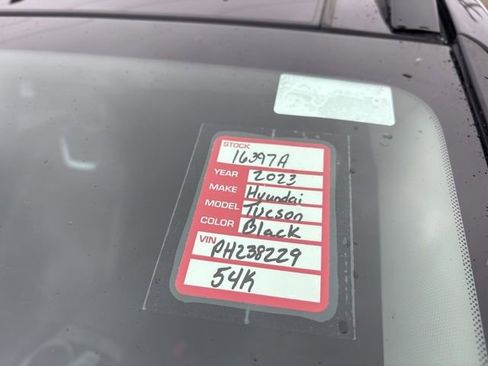 STOCK 16397A
YEAR 2023
MAKE Hyundai
MODEL Tucson
COLOR Black
VIN PH238229
54K